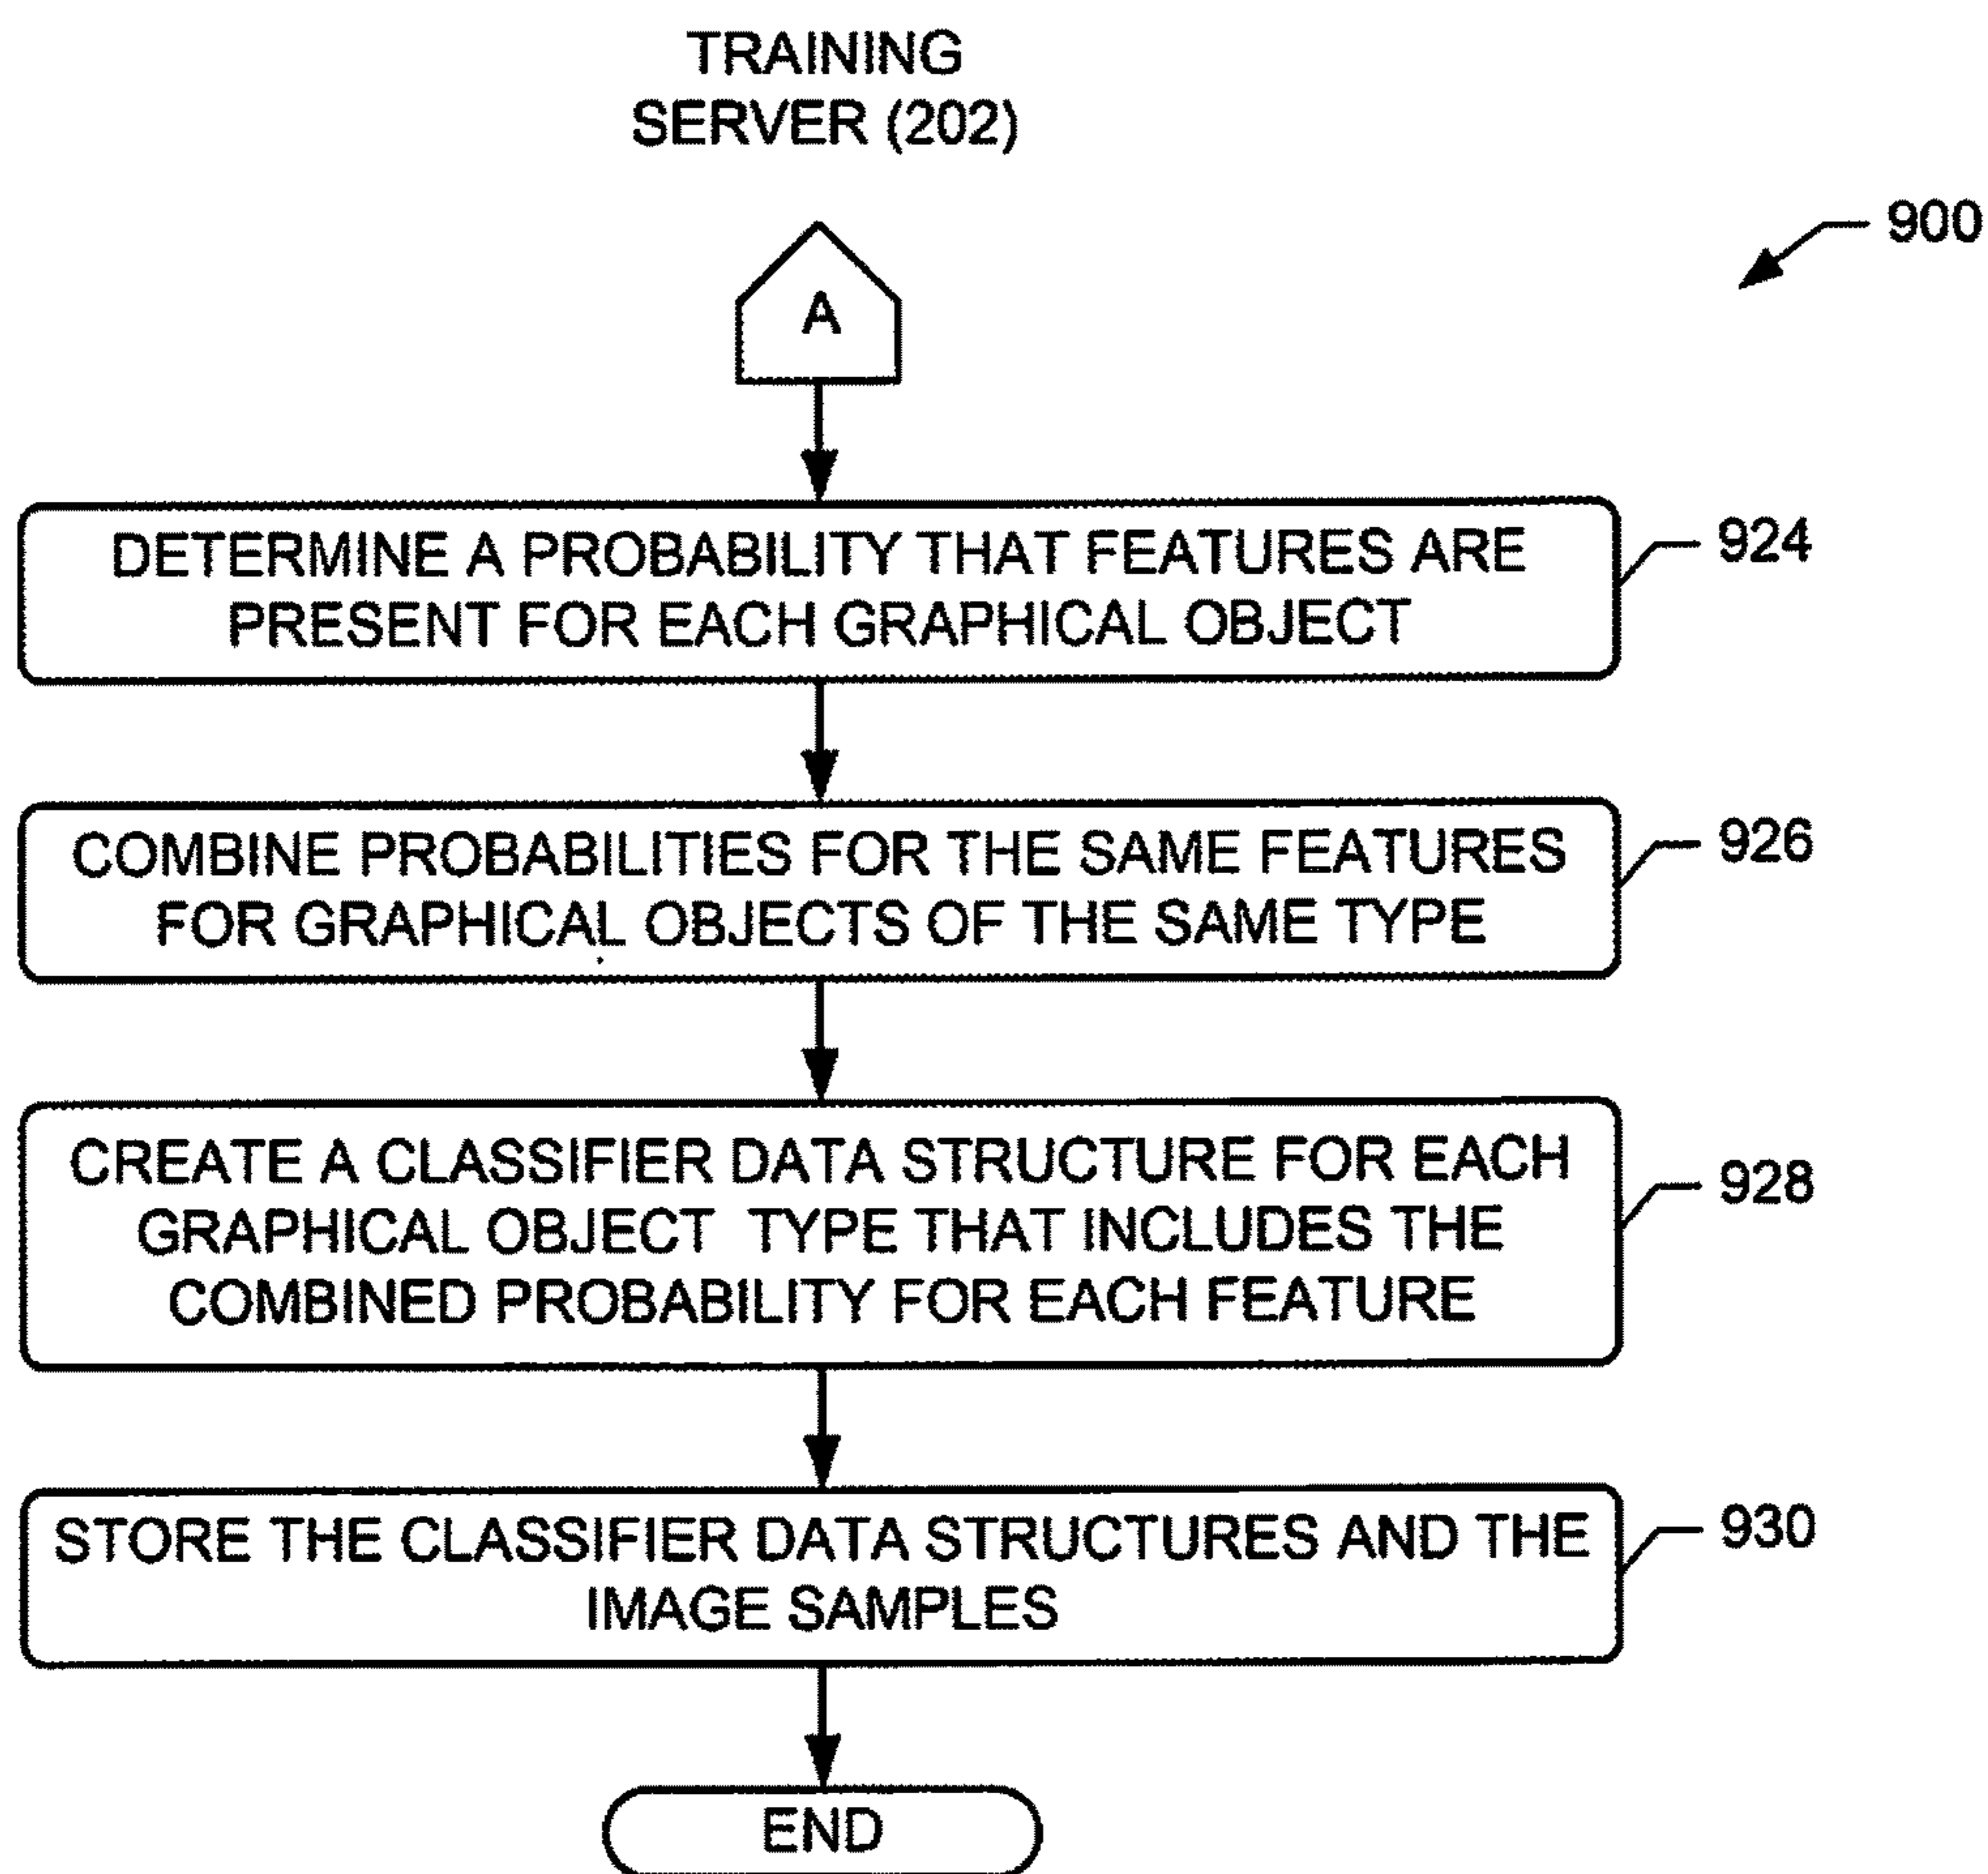 TRAINING
SERVER (202)
900
A
DETERMINE A PROBABILITY THAT FEATURES ARE
PRESENT FOR EACH GRAPHICAL OBJECT
924
COMBINE PROBABILITIES FOR THE SAME FEATURES
FOR GRAPHICAL OBJECTS OF THE SAME TYPE
926
CREATE A CLASSIFIER DATA STRUCTURE FOR EACH
GRAPHICAL OBJECT TYPE THAT INCLUDES THE
COMBINED PROBABILITY FOR EACH FEATURE
928
STORE THE CLASSIFIER DATA STRUCTURES AND THE
IMAGE SAMPLES
930
END